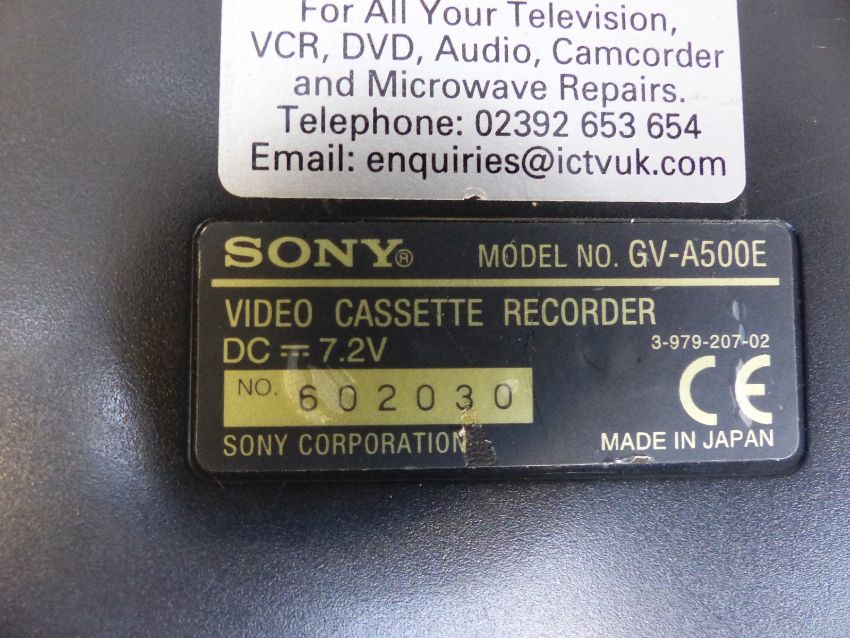 For All Your Television,
VCR, DVD, Audio, Camcorder
and Microwave Repairs.
Telephone: 02392 653 654
Email: enquiries@ictvuk.com
SONY® MODEL NO. GV-A500E
VIDEO CASSETTE RECORDER
DC ⎓ 7.2V 3-979-207-02
NO. 602030 CE
SONY CORPORATION MADE IN JAPAN